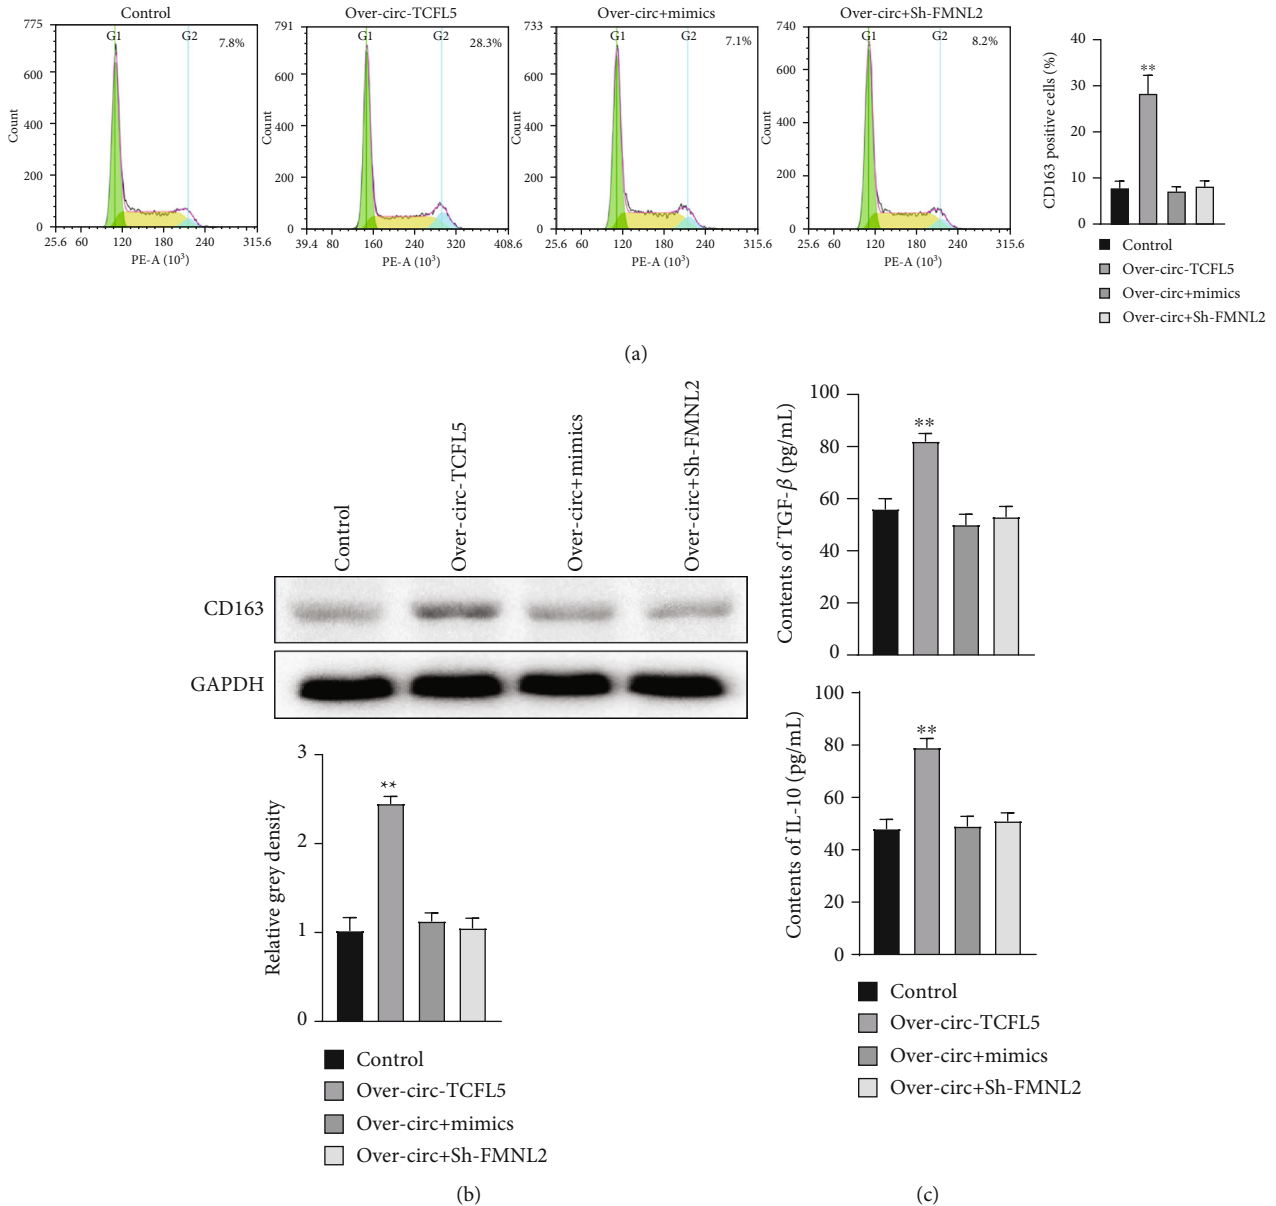 Control
775
600
400
200
0
Count
G1
G2
7.8%
25.6 60 120 180 240 315.6
PE-A (10³)
Over-circ-TCFL5
791
600
400
200
0
Count
G1
G2
28.3%
39.4 80 160 240 320 408.6
PE-A (10³)
Over-circ+mimics
733
600
400
200
0
Count
G1
G2
7.1%
25.6 60 120 180 240 315.6
PE-A (10³)
Over-circ+Sh-FMNL2
740
600
400
200
0
Count
G1
G2
8.2%
25.6 60 120 180 240 315.6
PE-A (10³)
CD163 positive cells (%)
40
30
20
10
0
**
Control
Over-circ-TCFL5
Over-circ+mimics
Over-circ+Sh-FMNL2
(a)
Control
Over-circ-TCFL5
Over-circ+mimics
Over-circ+Sh-FMNL2
CD163
GAPDH
Relative grey density
3
2
1
0
**
Control
Over-circ-TCFL5
Over-circ+mimics
Over-circ+Sh-FMNL2
(b)
Contents of TGF-β (pg/mL)
100
80
60
40
20
0
**
Contents of IL-10 (pg/mL)
100
80
60
40
20
0
**
Control
Over-circ-TCFL5
Over-circ+mimics
Over-circ+Sh-FMNL2
(c)